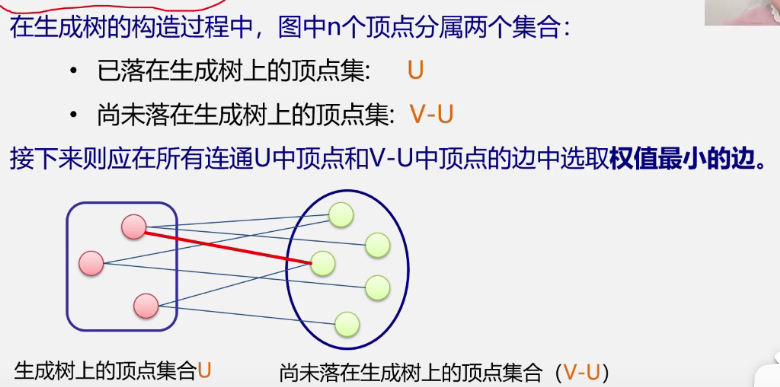 在生成树的构造过程中，图中n个顶点分属两个集合：
• 已落在生成树上的顶点集： U
• 尚未落在生成树上的顶点集: V-U
接下来则应在所有连通U中顶点和V-U中顶点的边中选取权值最小的边。
生成树上的顶点集合U
尚未落在生成树上的顶点集合（V-U）